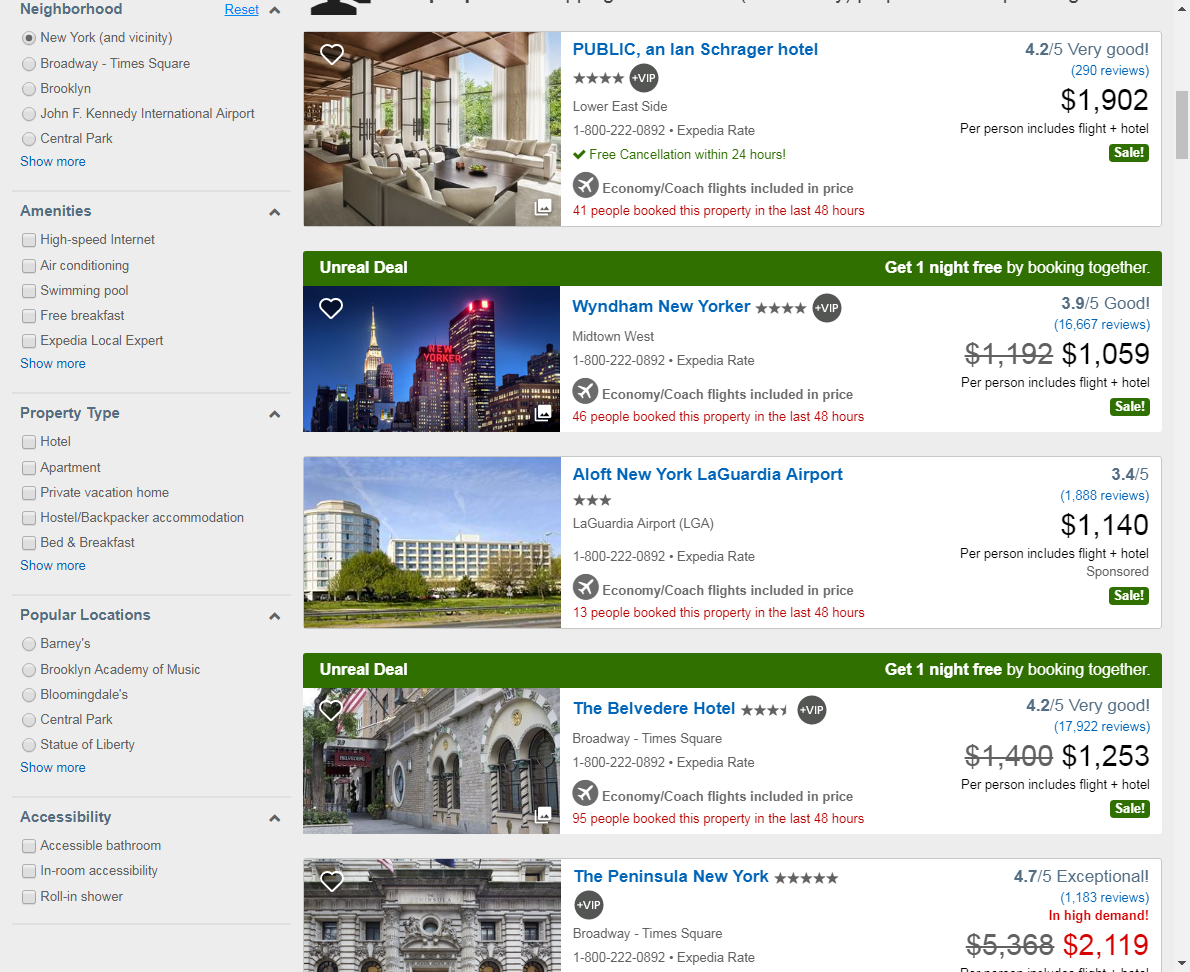 Neighborhood Reset
New York (and vicinity)
Broadway - Times Square
Brooklyn
John F. Kennedy International Airport
Central Park
Show more
Amenities
High-speed Internet
Air conditioning
Swimming pool
Free breakfast
Expedia Local Expert
Show more
Property Type
Hotel
Apartment
Private vacation home
Hostel/Backpacker accommodation
Bed & Breakfast
Show more
Popular Locations
Barney's
Brooklyn Academy of Music
Bloomingdale's
Central Park
Statue of Liberty
Show more
Accessibility
Accessible bathroom
In-room accessibility
Roll-in shower
PUBLIC, an Ian Schrager hotel
+VIP
Lower East Side
1-800-222-0892 • Expedia Rate
Free Cancellation within 24 hours!
Economy/Coach flights included in price
41 people booked this property in the last 48 hours
4.2/5 Very good!
(290 reviews)
$1,902
Per person includes flight + hotel
Sale!
Unreal Deal
Get 1 night free by booking together.
NEW
YORKER
Wyndham New Yorker +VIP
Midtown West
1-800-222-0892 • Expedia Rate
Economy/Coach flights included in price
46 people booked this property in the last 48 hours
3.9/5 Good!
(16,667 reviews)
$1,192 $1,059
Per person includes flight + hotel
Sale!
Aloft New York LaGuardia Airport
LaGuardia Airport (LGA)
1-800-222-0892 • Expedia Rate
Economy/Coach flights included in price
13 people booked this property in the last 48 hours
3.4/5
(1,888 reviews)
$1,140
Per person includes flight + hotel
Sponsored
Sale!
Unreal Deal
Get 1 night free by booking together.
BELVEDERE
The Belvedere Hotel +VIP
Broadway - Times Square
1-800-222-0892 • Expedia Rate
Economy/Coach flights included in price
95 people booked this property in the last 48 hours
4.2/5 Very good!
(17,922 reviews)
$1,400 $1,253
Per person includes flight + hotel
Sale!
PENINSULA
The Peninsula New York
+VIP
Broadway - Times Square
1-800-222-0892 • Expedia Rate
4.7/5 Exceptional!
(1,183 reviews)
In high demand!
$5,368 $2,119
Per person includes flight + hotel